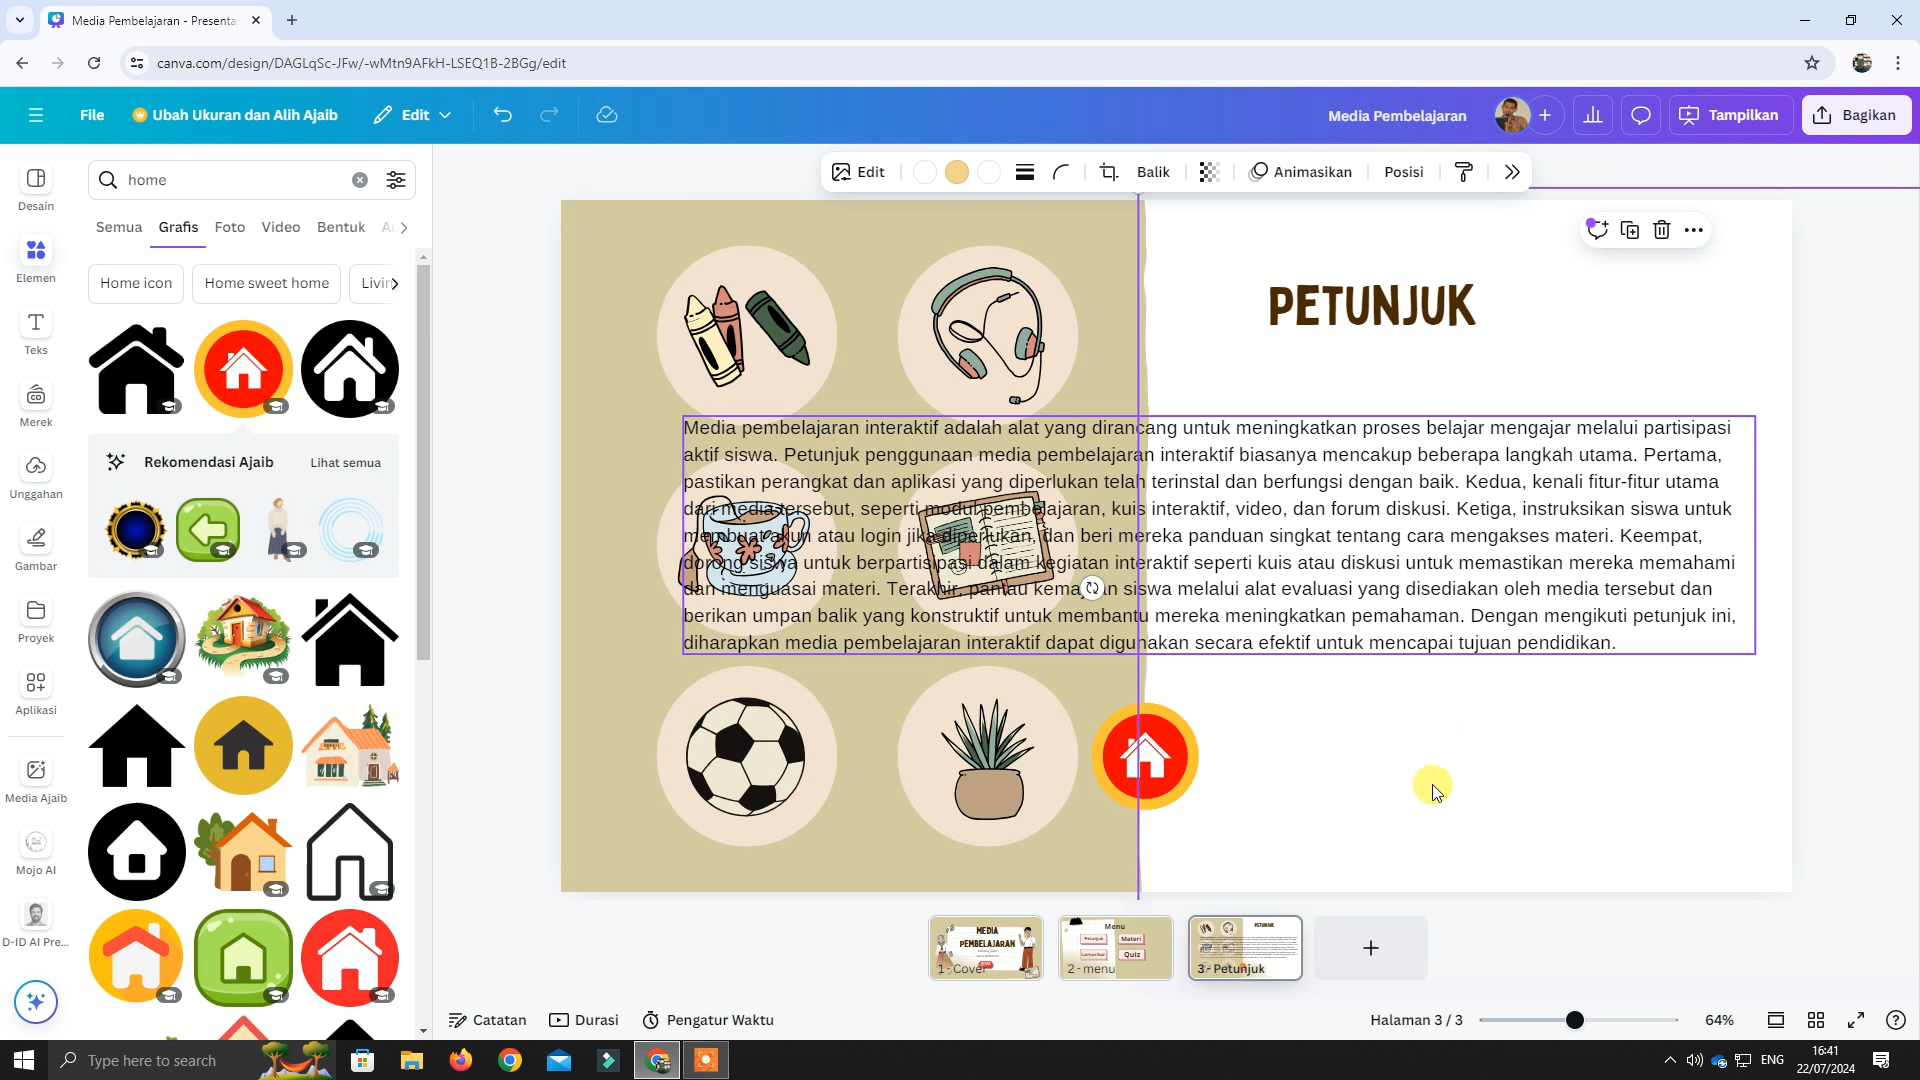 Media Pembelajaran - Presenta
canva.com/design/DAGLqSc-JFw/-wMtn9AFkH-LSEQ1B-2BGg/edit
File
Ubah Ukuran dan Alih Ajaib
Edit
Media Pembelajaran
Tampilkan
Bagikan
home
Semua
Grafis
Foto
Video
Bentuk
Home icon
Home sweet home
Livin
Rekomendasi Ajaib
Lihat semua
Desain
Elemen
Teks
Merek
Unggahan
Gambar
Proyek
Aplikasi
Media Ajaib
Mojo AI
D-ID AI Pre...
Edit
Balik
Animasikan
Posisi
PETUNJUK
Media pembelajaran interaktif adalah alat yang dirancang untuk meningkatkan proses belajar mengajar melalui partisipasi
aktif siswa. Petunjuk penggunaan media pembelajaran interaktif biasanya mencakup beberapa langkah utama. Pertama,
pastikan perangkat dan aplikasi yang diperlukan telah terinstal dan berfungsi dengan baik. Kedua, kenali fitur-fitur utama
dari media tersebut, seperti modul pembelajaran, kuis interaktif, video, dan forum diskusi. Ketiga, instruksikan siswa untuk
membuat akun atau login jika diperlukan, dan beri mereka panduan singkat tentang cara mengakses materi. Keempat,
dorong siswa untuk berpartisipasi dalam kegiatan interaktif seperti kuis atau diskusi untuk memastikan mereka memahami
dan menguasai materi. Terakhir, pantau kemajuan siswa melalui alat evaluasi yang disediakan oleh media tersebut dan
berikan umpan balik yang konstruktif untuk membantu mereka meningkatkan pemahaman. Dengan mengikuti petunjuk ini,
diharapkan media pembelajaran interaktif dapat digunakan secara efektif untuk mencapai tujuan pendidikan.
MEDIA
PEMBELAJARAN
1 - Cover
Menu
Petunjuk
Materi
Quiz
2 - menu
PETUNJUK
3 - Petunjuk
Catatan
Durasi
Pengatur Waktu
Halaman 3 / 3
64%
Type here to search
ENG
16:41
22/07/2024